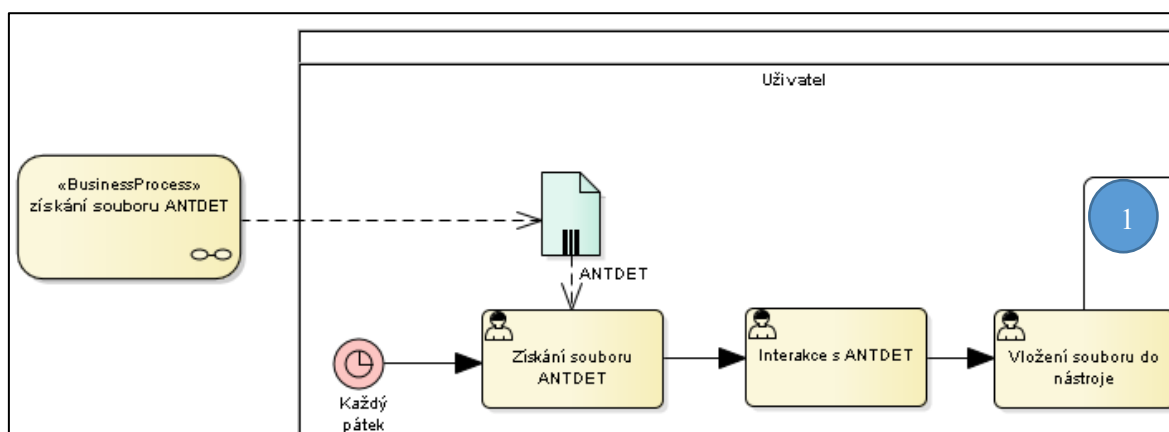 Uživatel
«BusinessProcess»
získání souboru ANTDET
1
ANTDET
Získání souboru
ANTDET
Interakce s ANTDET
Vložení souboru do
nástroje
Každý
pátek